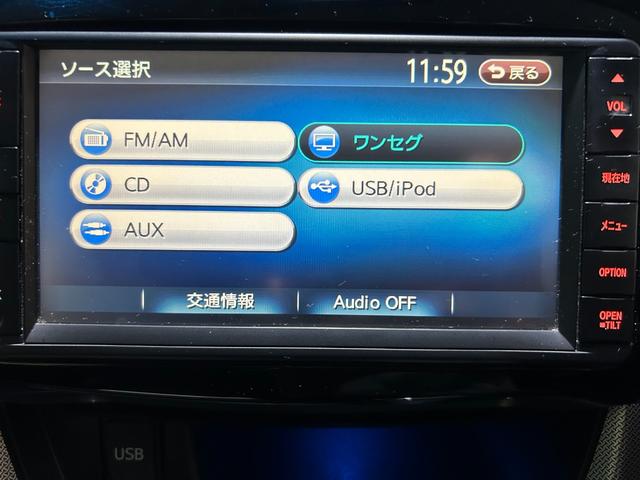 ソース選択 11:59 戻る
FM/AM ワンセグ
CD USB/iPod
AUX
交通情報 Audio OFF
VOL
現在地
メニュー
OPTION
OPEN
TILT
USB